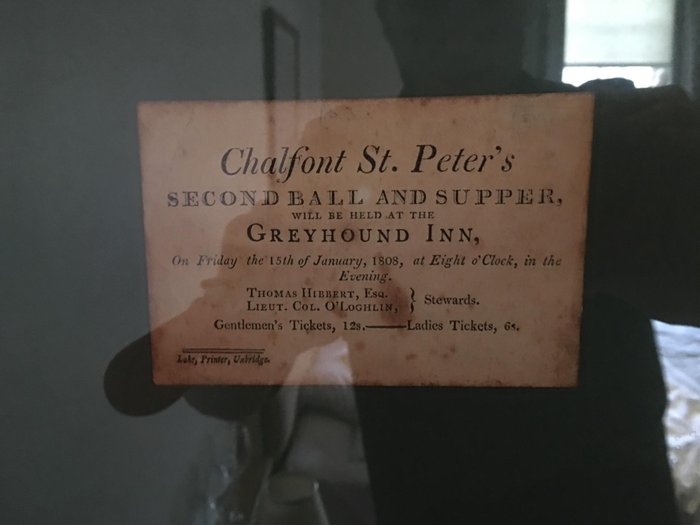 Chalfont St. Peter's
SECOND BALL AND SUPPER,
WILL BE HELD AT THE
GREYHOUND INN,
On Friday the 15th of January, 1808, at Eight o'Clock, in the
Evening.
THOMAS HIBBERT, ESQ.
LIEUT. COL. O'LOGHLIN, } Stewards.
Gentlemen's Tickets, 12s.——Ladies Tickets, 6s.
Lake, Printer, Uxbridge.